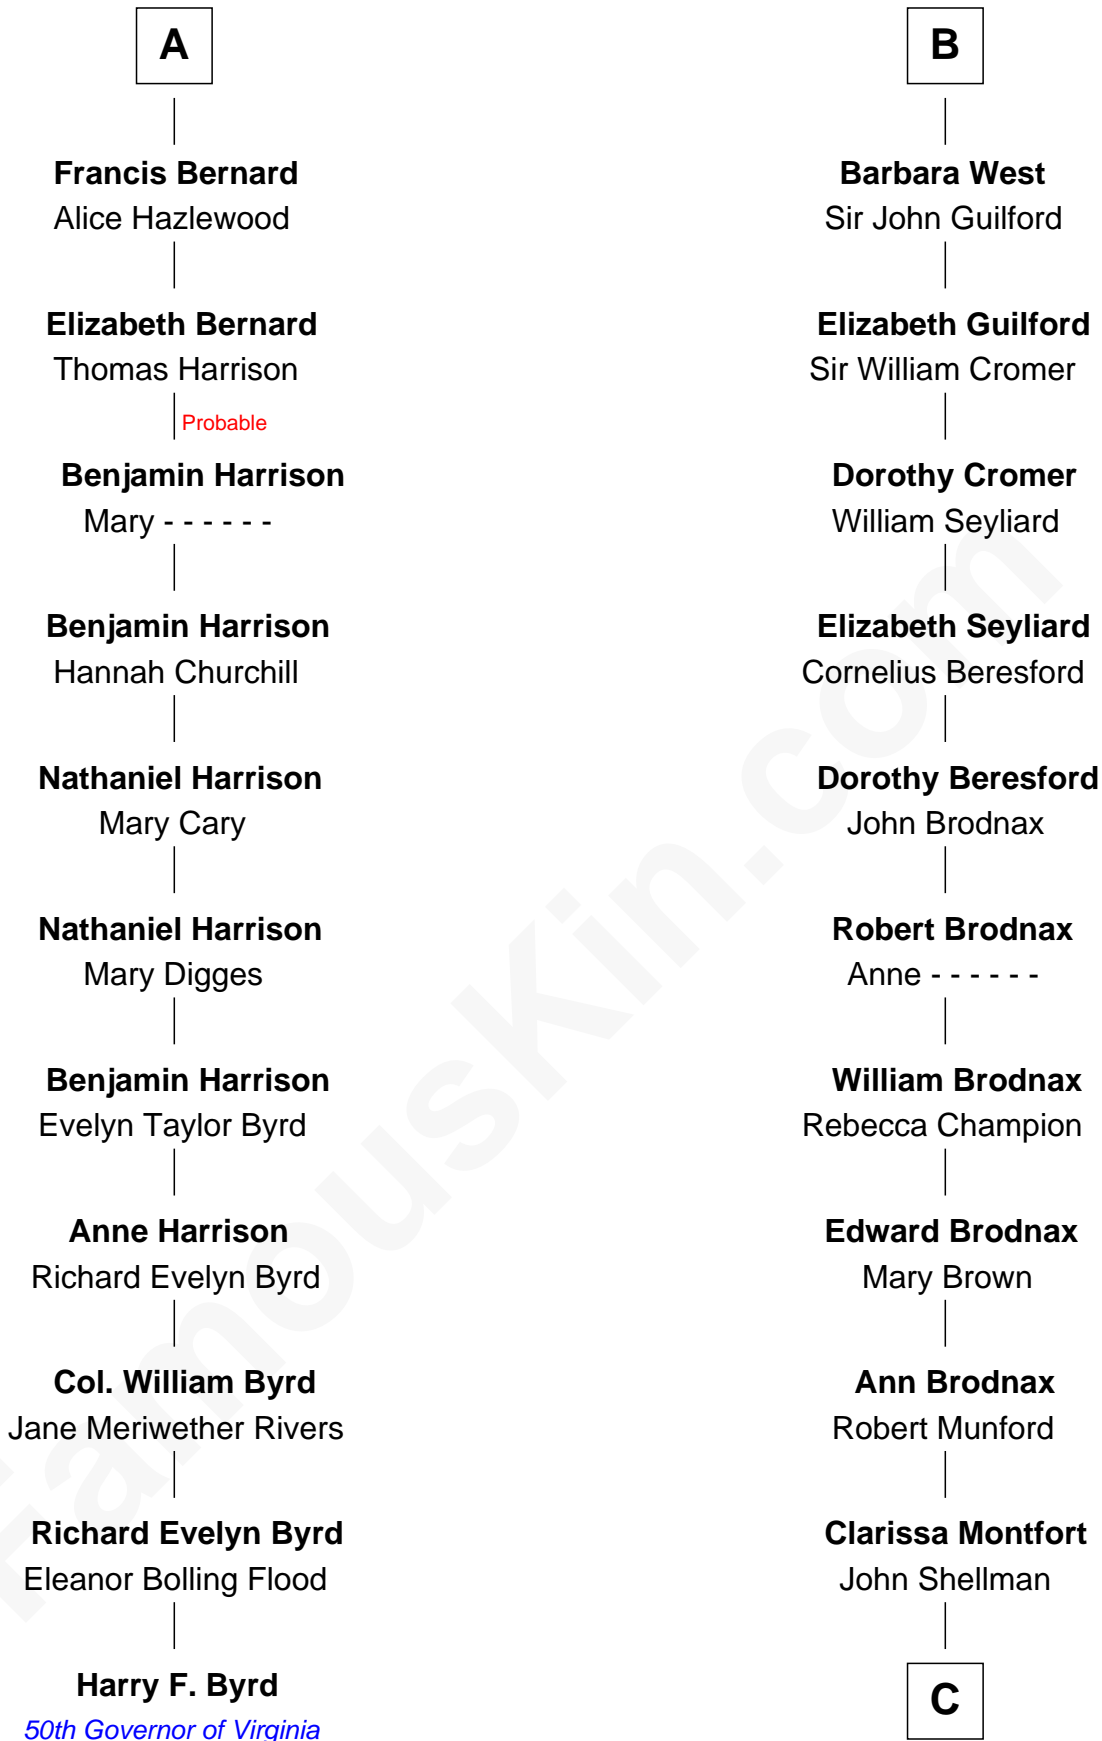 A
Francis Bernard
Alice Hazlewood
Elizabeth Bernard
Thomas Harrison
Probable
Benjamin Harrison
Mary - - - - - -
Benjamin Harrison
Hannah Churchill
Nathaniel Harrison
Mary Cary
Nathaniel Harrison
Mary Digges
Benjamin Harrison
Evelyn Taylor Byrd
Anne Harrison
Richard Evelyn Byrd
Col. William Byrd
Jane Meriwether Rivers
Richard Evelyn Byrd
Eleanor Bolling Flood
Harry F. Byrd
50th Governor of Virginia
B
Barbara West
Sir John Guilford
Elizabeth Guilford
Sir William Cromer
Dorothy Cromer
William Seyliard
Elizabeth Seyliard
Cornelius Beresford
Dorothy Beresford
John Brodnax
Robert Brodnax
Anne - - - - - -
William Brodnax
Rebecca Champion
Edward Brodnax
Mary Brown
Ann Brodnax
Robert Munford
Clarissa Montfort
John Shellman
C
FamousKin.com